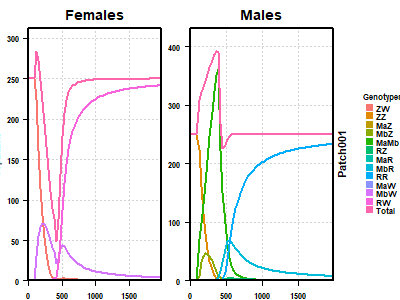 Females
Males
300
250
200
150
100
50
0
0
500
1000
1500
400
300
200
100
0
0
500
1000
1500
Patch001
Genotypes
ZW
ZZ
MaZ
MbZ
MaMb
RZ
MaR
MbR
RR
MaW
MbW
RW
Total